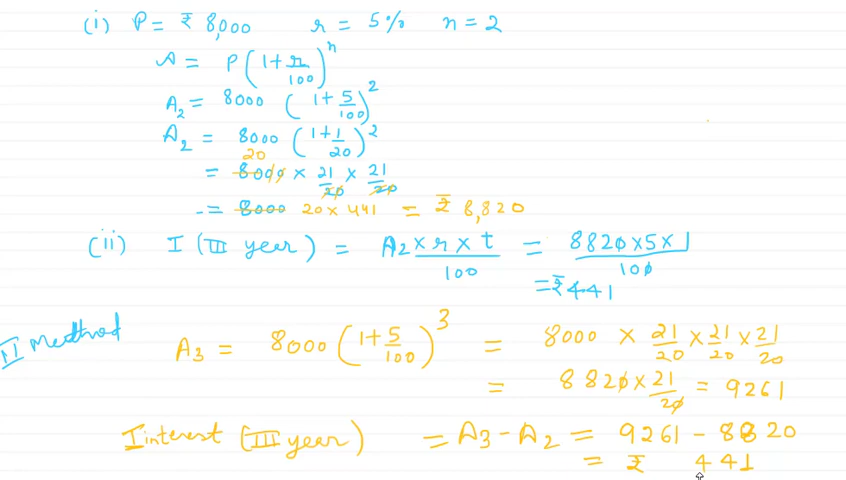 (i) P = ₹ 8,000 r = 5% n = 2
A = P(1 + r/100)^n
A₂ = 8000 (1 + 5/100)²
A₂ = 8000 (1 + 1/20)²
20
= 8000 × 21/20 × 21/20
= 8000 20 × 441 = ₹ 8,820
(ii) I (III year) = A₂ × r × t/100 = 8820 × 5 × 1/100
= ₹ 441
II Method
A₃ = 8000 (1 + 5/100)³ = 8000 × 21/20 × 21/20 × 21/20
= 8820 × 21/20 = 9261
Interest (III year) = A₃ - A₂ = 9261 - 8820
= ₹ 441